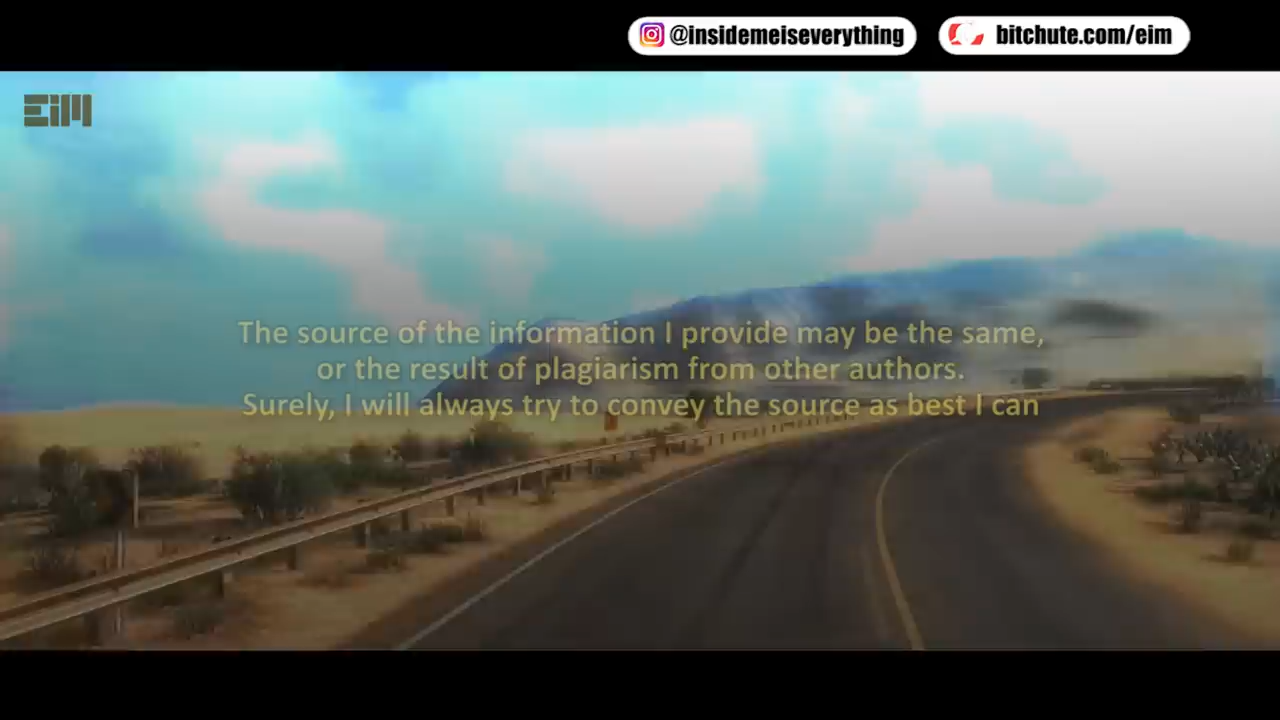 @insidemeiseverything
bitchute.com/eim
EiM
The source of the information I provide may be the same,
or the result of plagiarism from other authors.
Surely, I will always try to convey the source as best I can